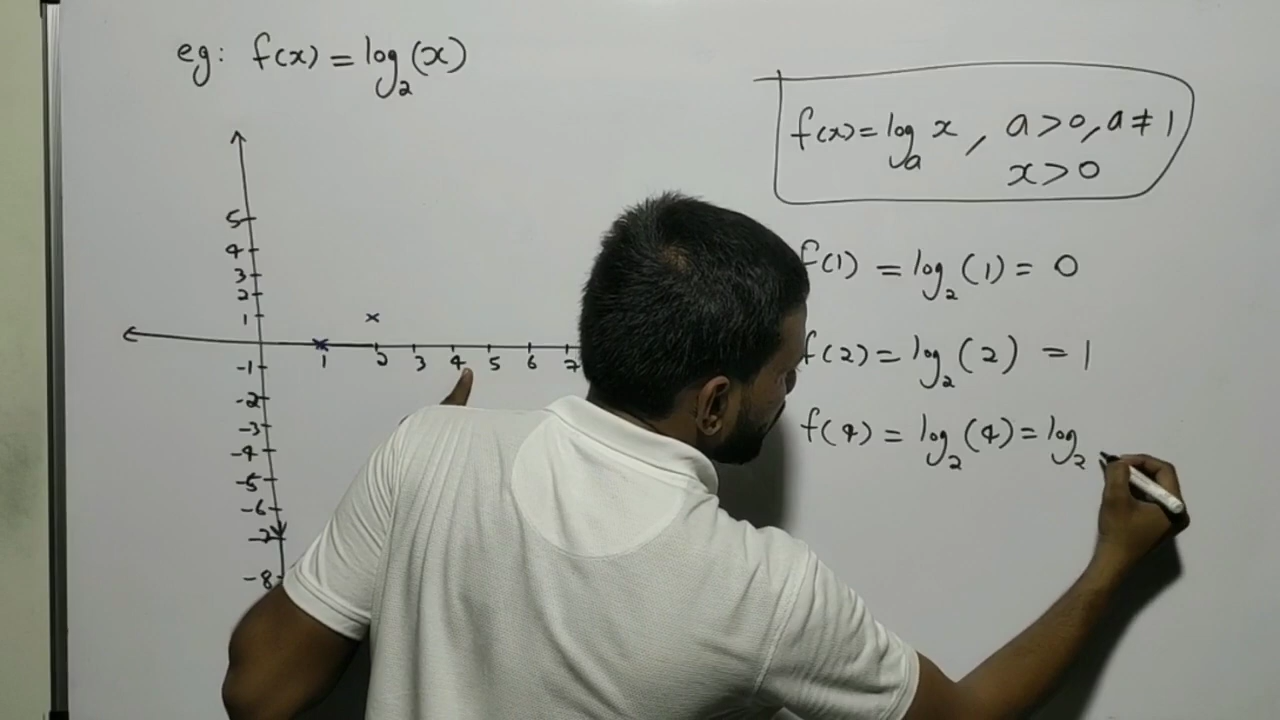 eg: f(x) = log₂(x)
f(x) = logₐ x , a > 0, a ≠ 1
x > 0
5
4
3
2
1
1 2 3 4 5 6 7
-1
-2
-3
-4
-5
-6
-7
-8
f(1) = log₂(1) = 0
f(2) = log₂(2) = 1
f(4) = log₂(4) = log₂